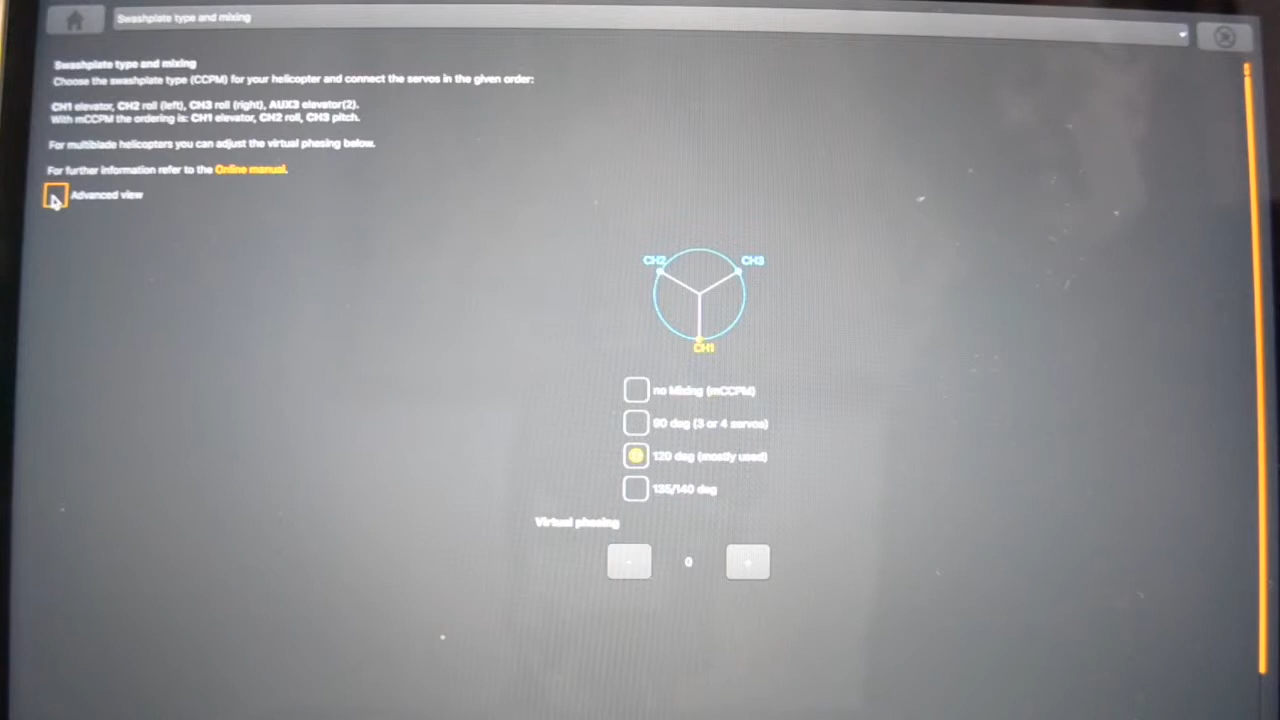 Swashplate type and mixing
Swashplate type and mixing
Choose the swashplate type (CCPM) for your helicopter and connect the servos in the given order:
CH1 elevator, CH2 roll (left), CH3 roll (right), AUX3 elevator(2).
With mCCPM the ordering is: CH1 elevator, CH2 roll, CH3 pitch.
For multiblade helicopters you can adjust the virtual phasing below.
For further information refer to the Online manual.
Advanced view
CH2
CH3
CH1
no Mixing (mCCPM)
90 deg (3 or 4 servos)
120 deg (mostly used)
135/140 deg
Virtual phasing
- 0 +